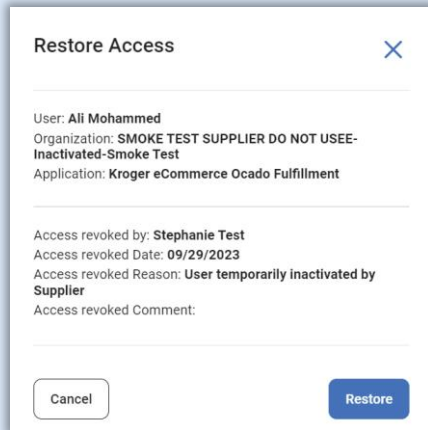 Restore Access
User: Ali Mohammed
Organization: SMOKE TEST SUPPLIER DO NOT USEE-
Inactivated-Smoke Test
Application: Kroger eCommerce Ocado Fulfillment
Access revoked by: Stephanie Test
Access revoked Date: 09/29/2023
Access revoked Reason: User temporarily inactivated by
Supplier
Access revoked Comment:
Cancel
Restore